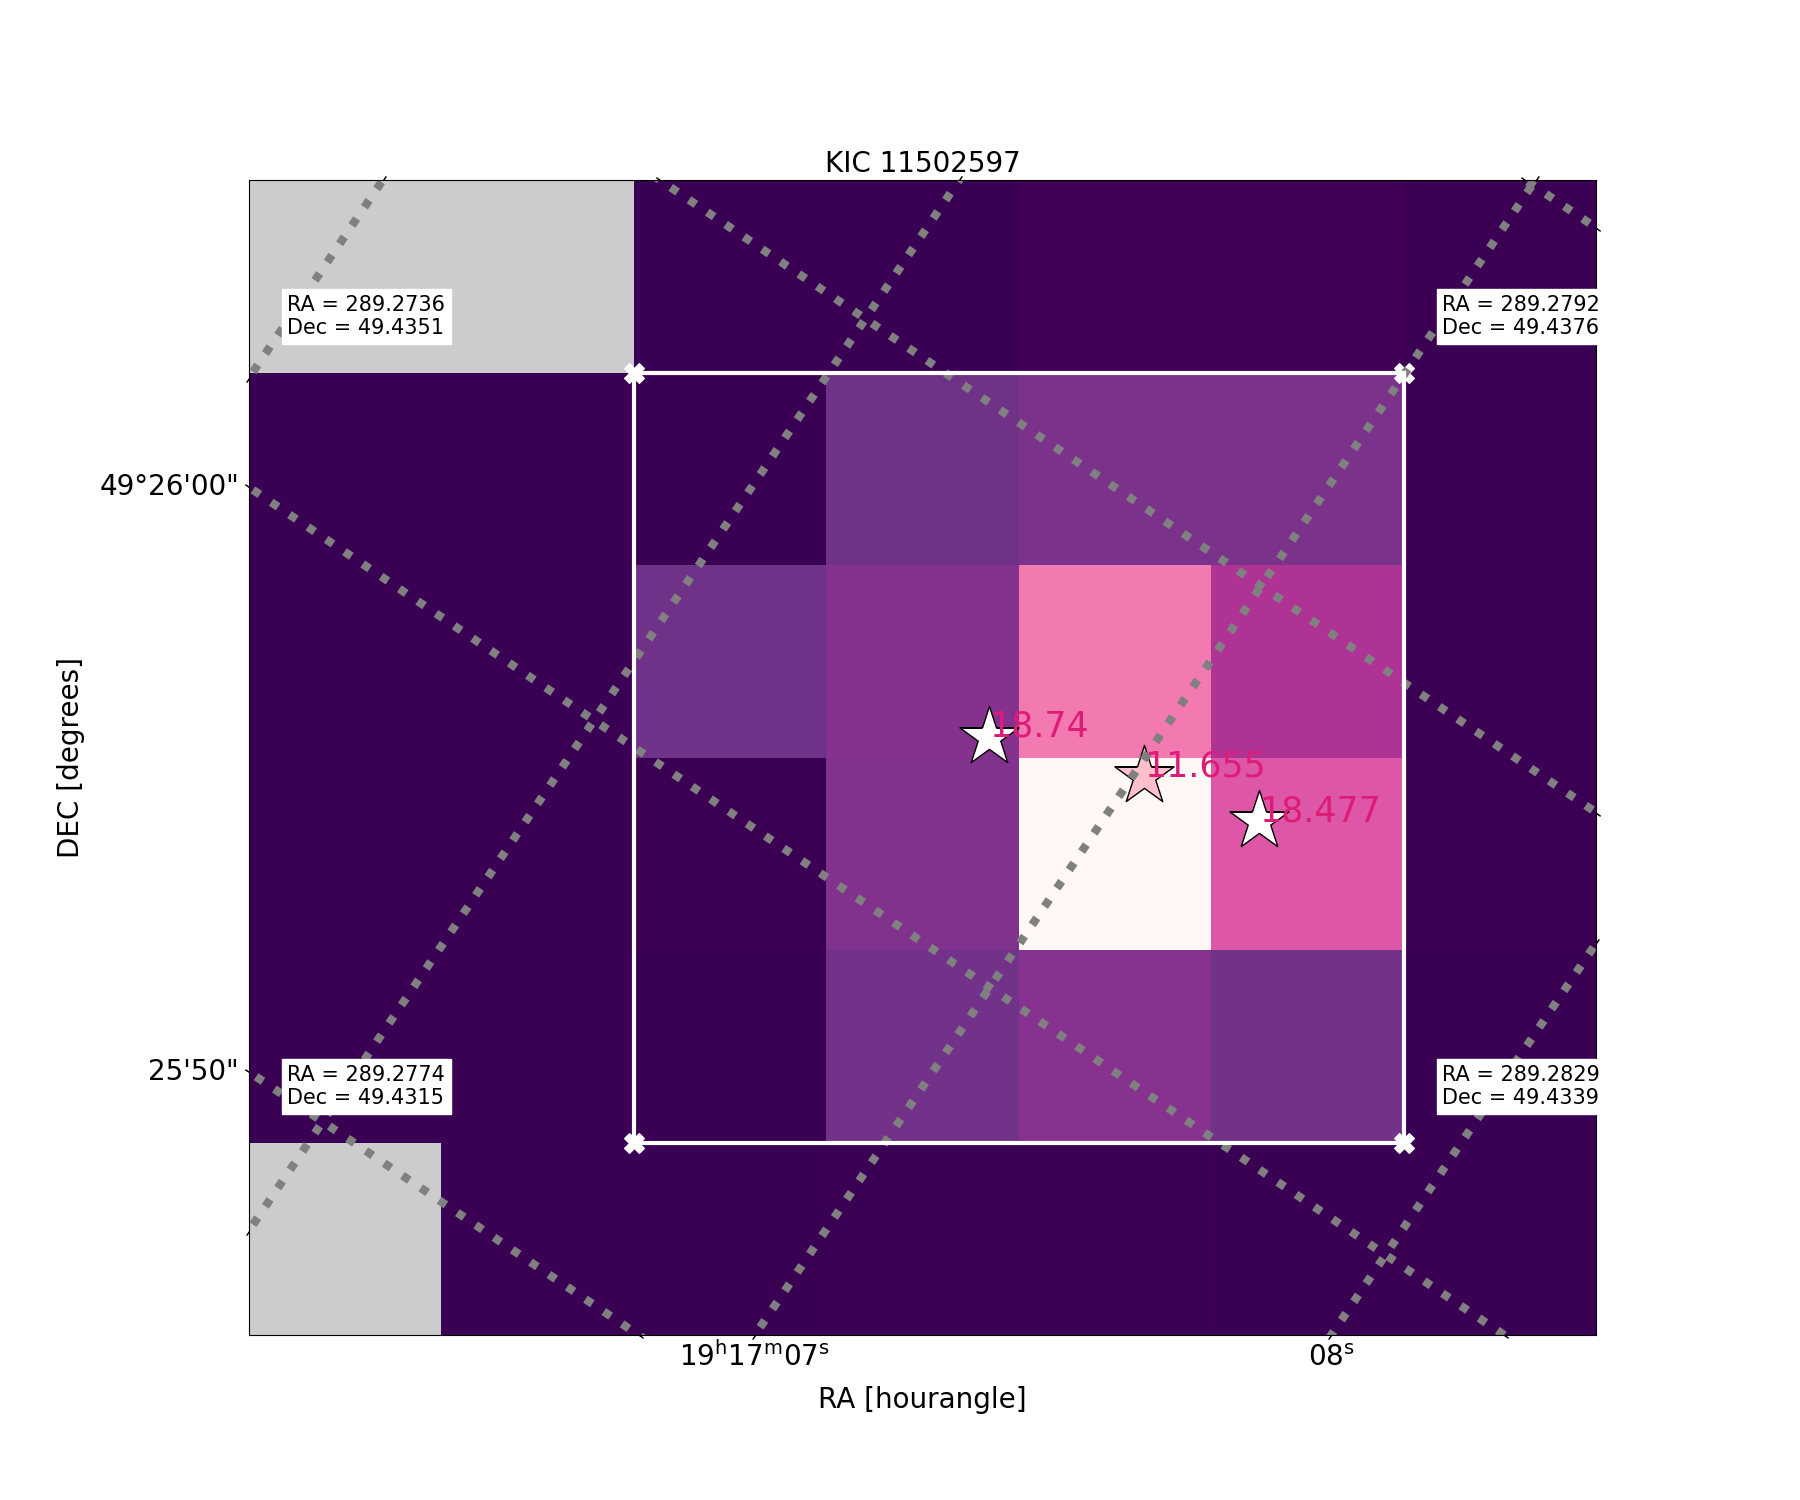 KIC 11502597
RA = 289.2736
Dec = 49.4351
RA = 289.2792
Dec = 49.4376
49°26'00"
18.74
11.655
18.477
DEC [degrees]
25'50"
RA = 289.2774
Dec = 49.4315
RA = 289.2829
Dec = 49.4339
19h17m07s
08s
RA [hourangle]